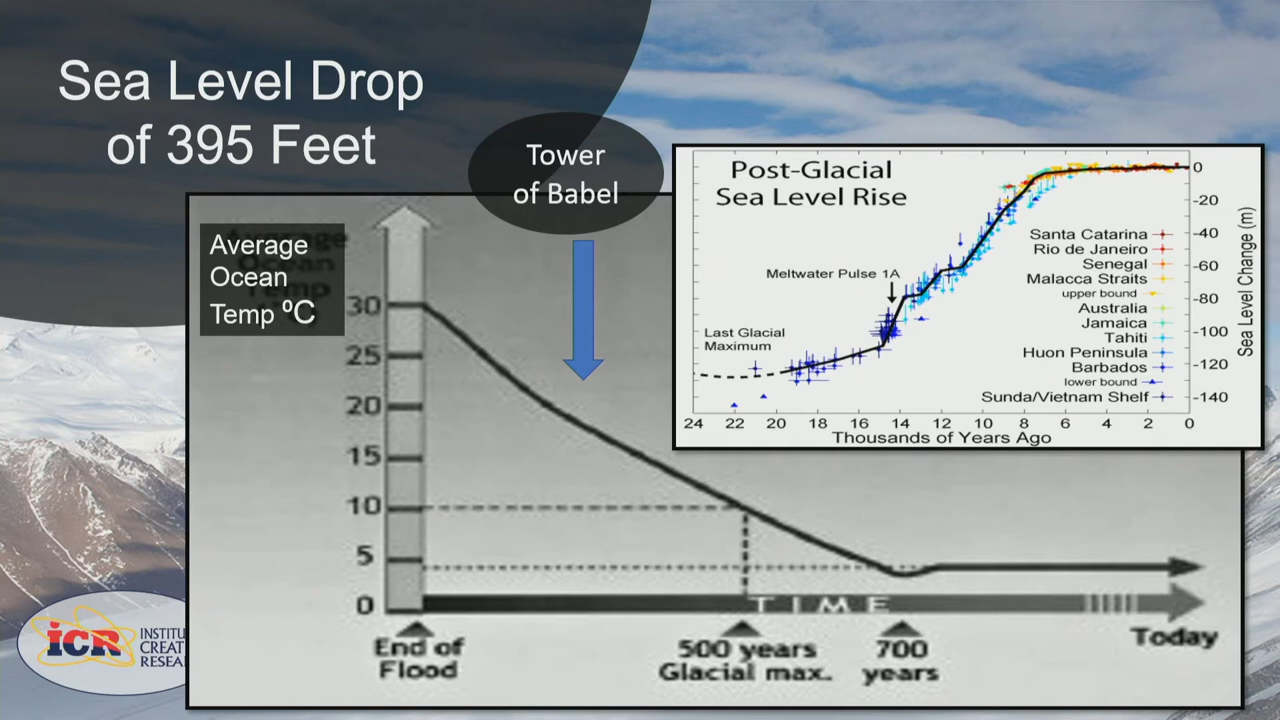 Sea Level Drop
of 395 Feet
Tower
of Babel
Average
Ocean
Temp ⁰C
30
25
20
15
10
5
0
TIME
End of
Flood
500 years
Glacial max.
700
years
Today
Post-Glacial
Sea Level Rise
Meltwater Pulse 1A
Last Glacial
Maximum
Santa Catarina
Rio de Janeiro
Senegal
Malacca Straits
upper bound
Australia
Jamaica
Tahiti
Huon Peninsula
Barbados
lower bound
Sunda/Vietnam Shelf
0
-20
-40
-60
-80
-100
-120
-140
Sea Level Change (m)
24 22 20 18 16 14 12 10 8 6 4 2 0
Thousands of Years Ago
ICR
INSTITU
CREAT
RESEA